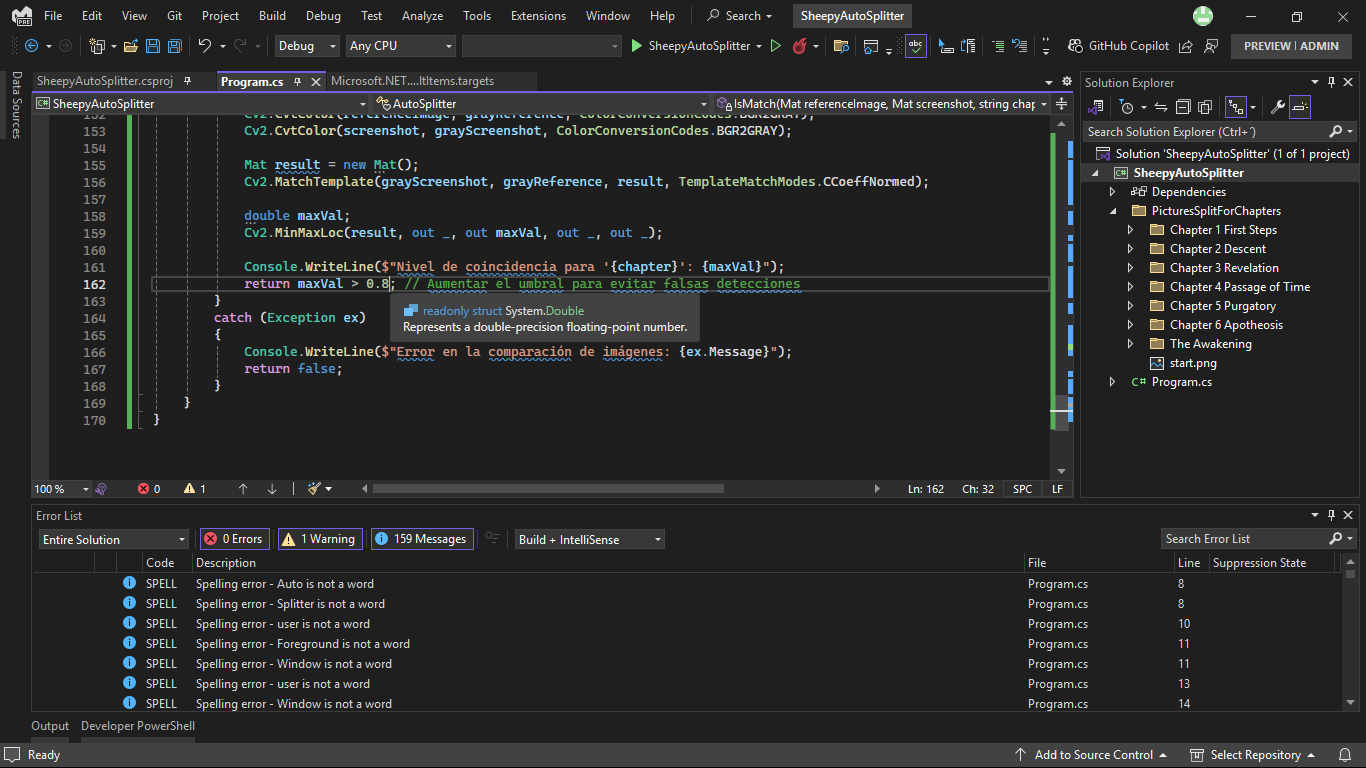 File Edit View Git Project Build Debug Test Analyze Tools Extensions Window Help Search SheepyAutoSplitter
PRE
Debug Any CPU SheepyAutoSplitter abc GitHub Copilot PREVIEW | ADMIN
Data Sources
SheepyAutoSplitter.csproj Program.cs Microsoft.NET....ItItems.targets
C# SheepyAutoSplitter AutoSplitter IsMatch(Mat referenceImage, Mat screenshot, string chap
152 Cv2.CvtColor(referenceImage, grayReference, ColorConversionCodes.BGR2GRAY);
153 Cv2.CvtColor(screenshot, grayScreenshot, ColorConversionCodes.BGR2GRAY);
154
155 Mat result = new Mat();
156 Cv2.MatchTemplate(grayScreenshot, grayReference, result, TemplateMatchModes.CCoeffNormed);
157
158 double maxVal;
159 Cv2.MinMaxLoc(result, out _, out maxVal, out _, out _);
160
161 Console.WriteLine($"Nivel de coincidencia para '{chapter}': {maxVal}");
162 return maxVal > 0.8; // Aumentar el umbral para evitar falsas detecciones
163 }
readonly struct System.Double
Represents a double-precision floating-point number.
164 catch (Exception ex)
165 {
166 Console.WriteLine($"Error en la comparación de imágenes: {ex.Message}");
167 return false;
168 }
169 }
170 }
100 % 0 1 Ln: 162 Ch: 32 SPC LF
Solution Explorer
Search Solution Explorer (Ctrl+´)
Solution 'SheepyAutoSplitter' (1 of 1 project)
C# SheepyAutoSplitter
Dependencies
PicturesSplitForChapters
Chapter 1 First Steps
Chapter 2 Descent
Chapter 3 Revelation
Chapter 4 Passage of Time
Chapter 5 Purgatory
Chapter 6 Apotheosis
The Awakening
start.png
C# Program.cs
Error List
Entire Solution 0 Errors 1 Warning 159 Messages Build + IntelliSense Search Error List
Code Description File Line Suppression State
SPELL Spelling error - Auto is not a word Program.cs 8
SPELL Spelling error - Splitter is not a word Program.cs 8
SPELL Spelling error - user is not a word Program.cs 10
SPELL Spelling error - Foreground is not a word Program.cs 11
SPELL Spelling error - Window is not a word Program.cs 11
SPELL Spelling error - user is not a word Program.cs 13
SPELL Spelling error - Window is not a word Program.cs 14
Output Developer PowerShell
Ready Add to Source Control Select Repository